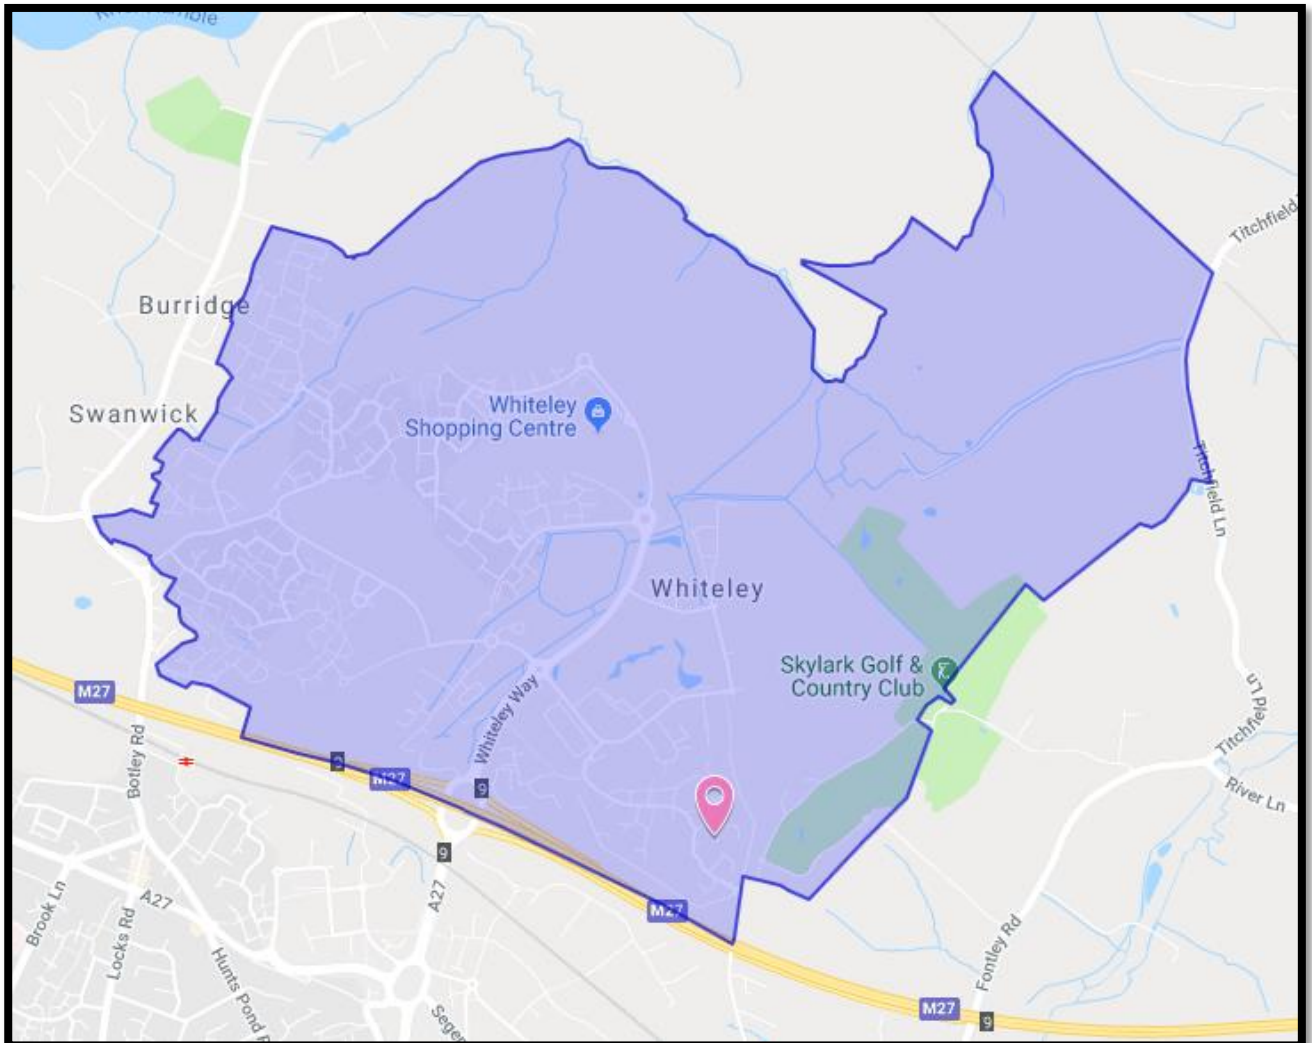 Titchfield
Burridge
Swanwick
Whiteley
Shopping Centre
Titchfield Ln
Whiteley
Skylark Golf &
Country Club
M27
Whiteley Way
Titchfield Ln
Botley Rd
M27
9
9
River Ln
9
A27
A27
M27
Brook Ln
Locks Rd
Hunts Pond
Fontley Rd
M27
9